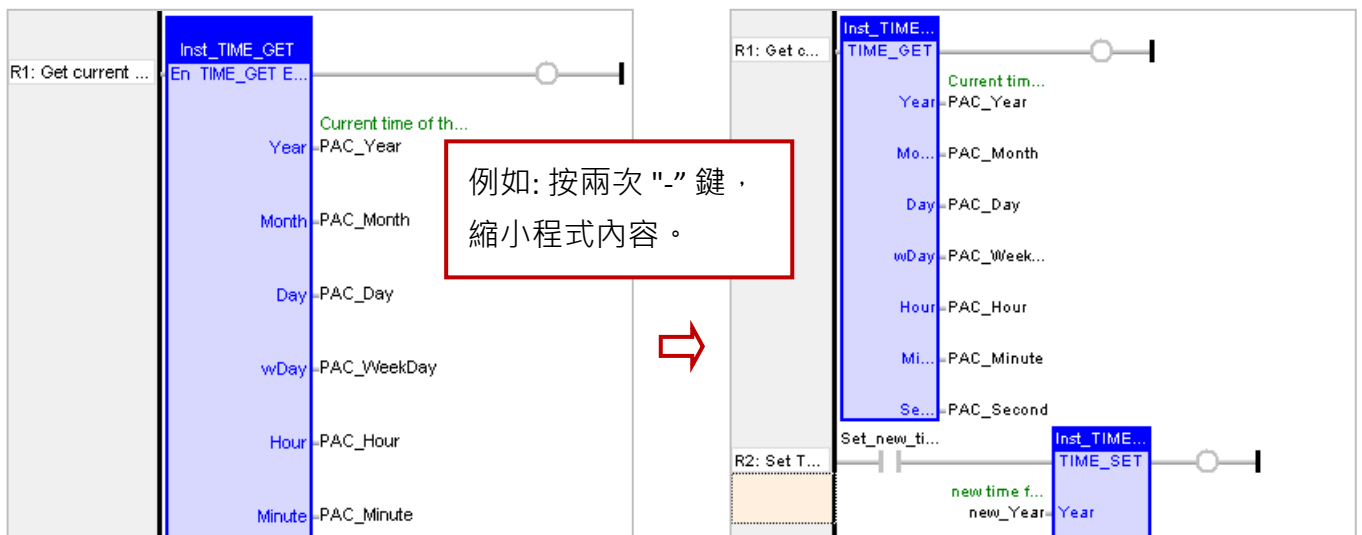 Inst_TIME_GET
R1: Get current ...
En TIME_GET E...
Current time of th...
Year PAC_Year
Month PAC_Month
Day PAC_Day
wDay PAC_WeekDay
Hour PAC_Hour
Minute PAC_Minute
例如: 按兩次 "-” 鍵，
縮小程式內容。
Inst_TIME...
R1: Get c...
TIME_GET
Current tim...
Year PAC_Year
Mo... PAC_Month
Day PAC_Day
wDay PAC_Week...
Hour PAC_Hour
Mi... PAC_Minute
Se... PAC_Second
Set_new_ti...
Inst_TIME...
R2: Set T...
TIME_SET
new time f...
new_Year Year